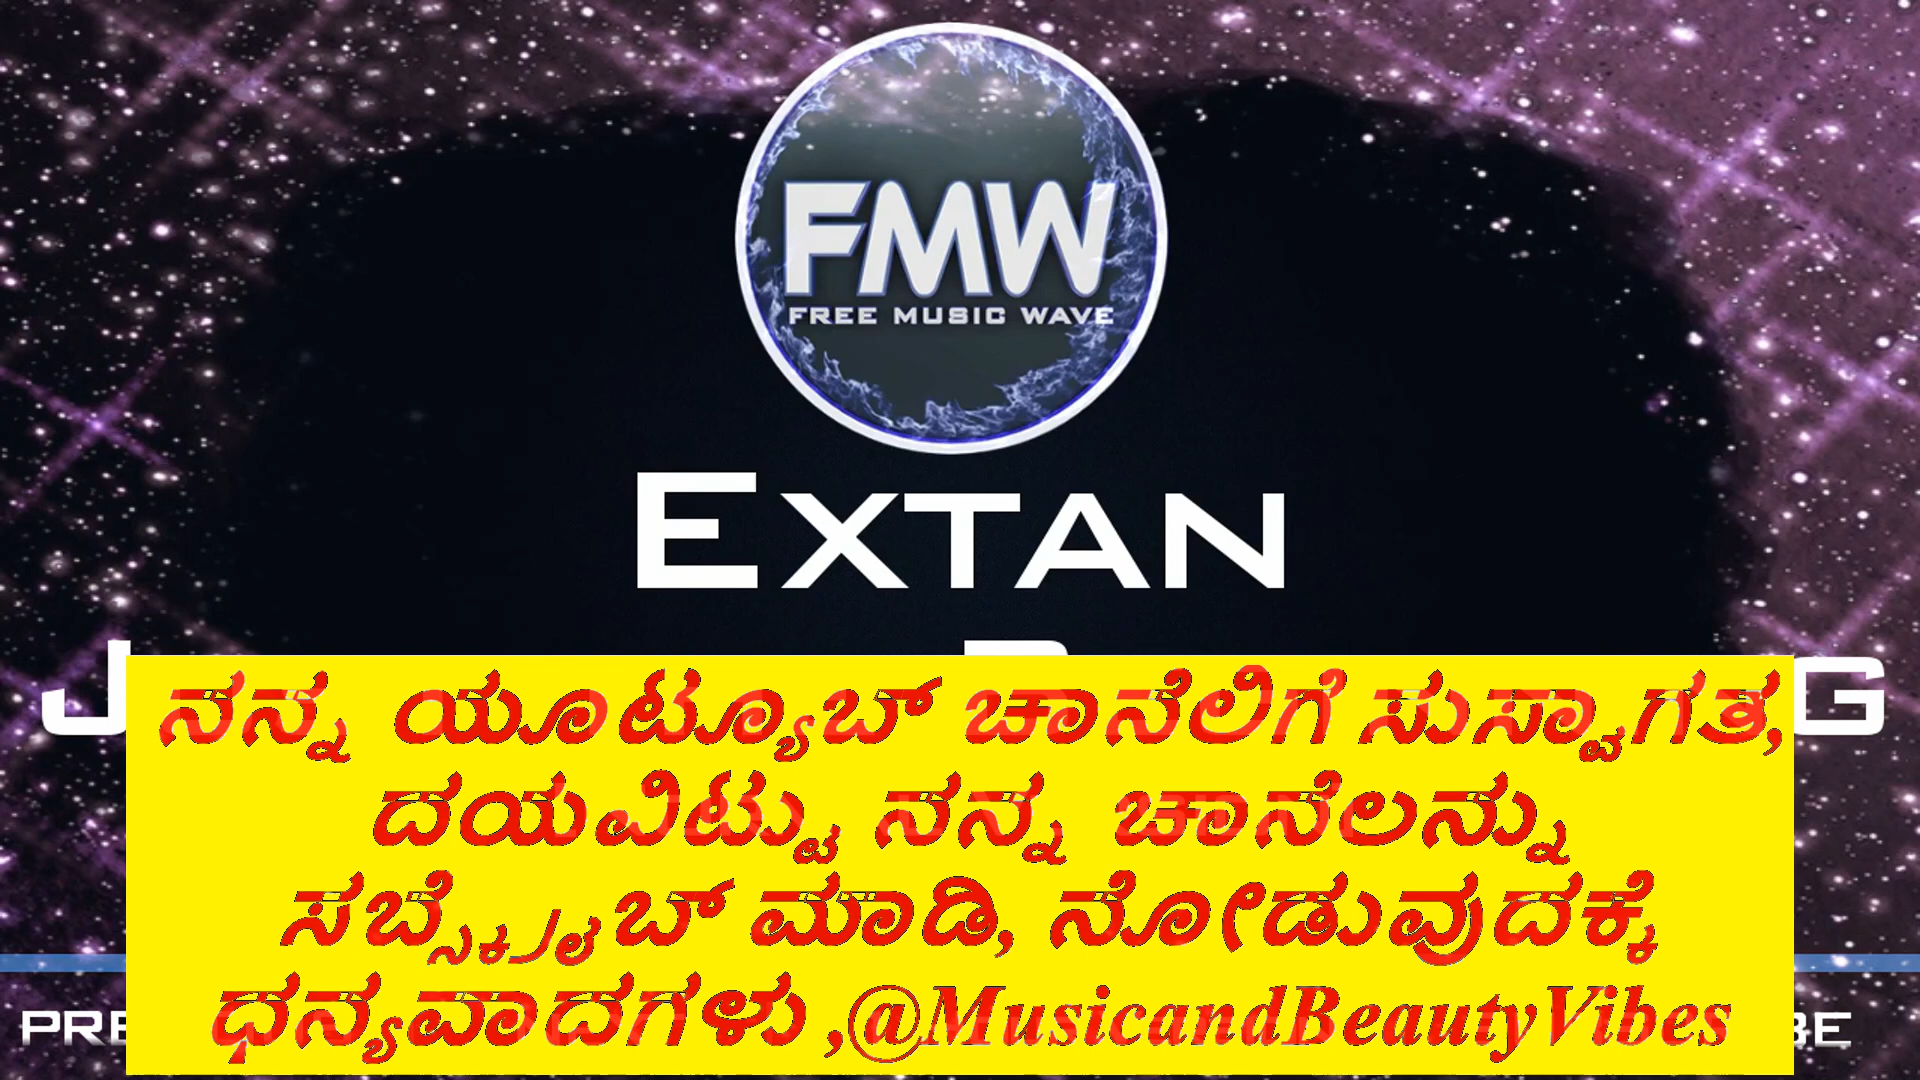 FMW
FREE MUSIC WAVE
EXTAN
ನನ್ನ ಯೂಟ್ಯೂಬ್ ಚಾನೆಲಿಗೆ ಸುಸ್ವಾಗತ,
ದಯವಿಟ್ಟು ನನ್ನ ಚಾನೆಲನ್ನು
ಸಬ್ಸ್ಕ್ರೈಬ್ ಮಾಡಿ, ನೋಡುವುದಕ್ಕೆ
ಧನ್ಯವಾದಗಳು ,@MusicandBeautyVibes